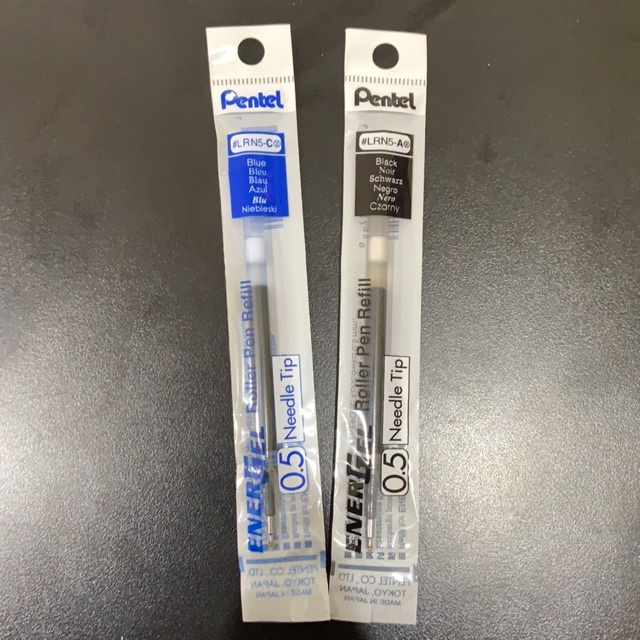 Pentel
#LRN5-CⓍ
Blue
Bleu
Blau
Azul
Blu
Niebieski
ENERGEL Roller Pen Refill
0.5 Needle Tip
PENTEL CO., LTD.
TOKYO, JAPAN
MADE IN JAPAN
Pentel
#LRN5-AⓍ
Black
Noir
Schwarz
Negro
Nero
Czarny
ENERGEL Roller Pen Refill
0.5 Needle Tip
PENTEL CO., LTD.
TOKYO, JAPAN
MADE IN JAPAN